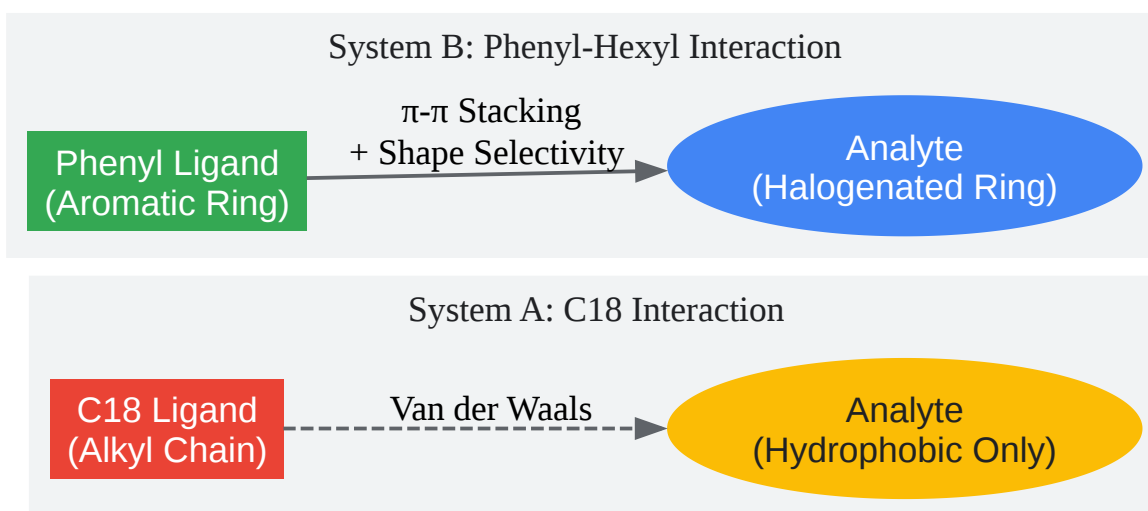 System B: Phenyl-Hexyl Interaction
π-π Stacking
+ Shape Selectivity
Phenyl Ligand
(Aromatic Ring)
Analyte
(Halogenated Ring)
System A: C18 Interaction
C18 Ligand
(Alkyl Chain)
Van der Waals
Analyte
(Hydrophobic Only)